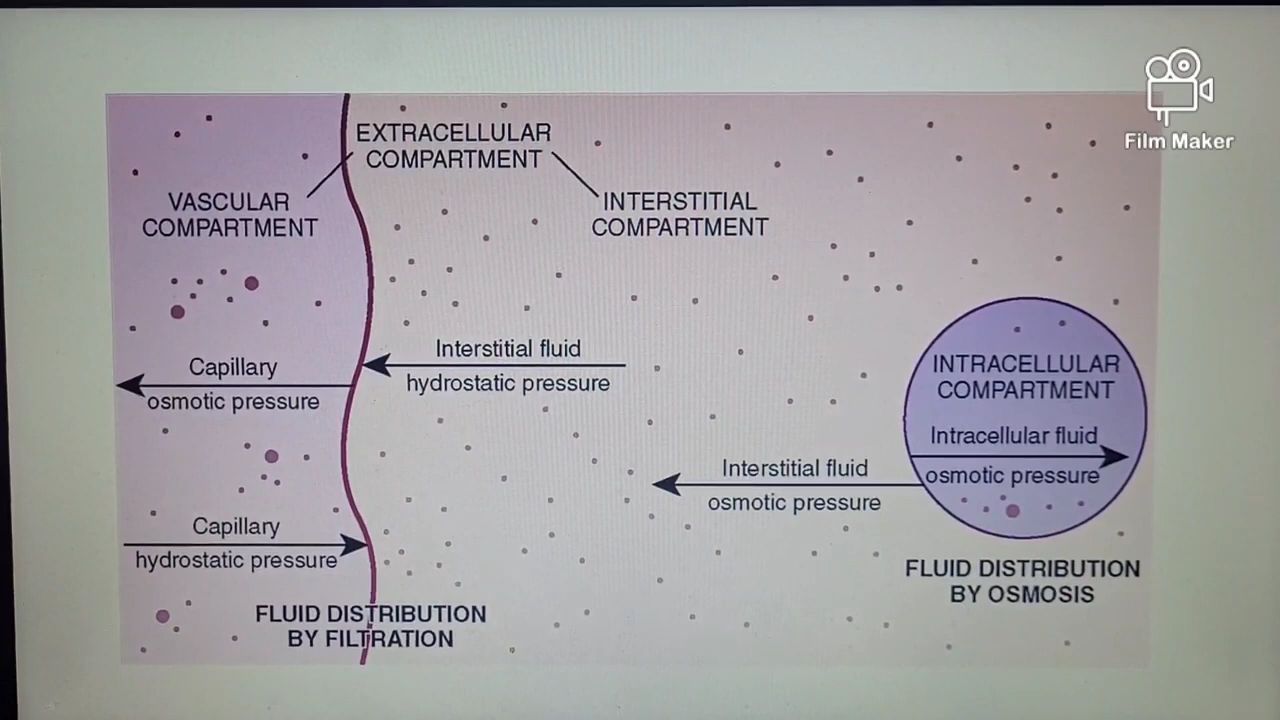 Film Maker
EXTRACELLULAR
COMPARTMENT
VASCULAR
COMPARTMENT
INTERSTITIAL
COMPARTMENT
Interstitial fluid
hydrostatic pressure
Capillary
osmotic pressure
INTRACELLULAR
COMPARTMENT
Intracellular fluid
osmotic pressure
Interstitial fluid
osmotic pressure
Capillary
hydrostatic pressure
FLUID DISTRIBUTION
BY OSMOSIS
FLUID DISTRIBUTION
BY FILTRATION